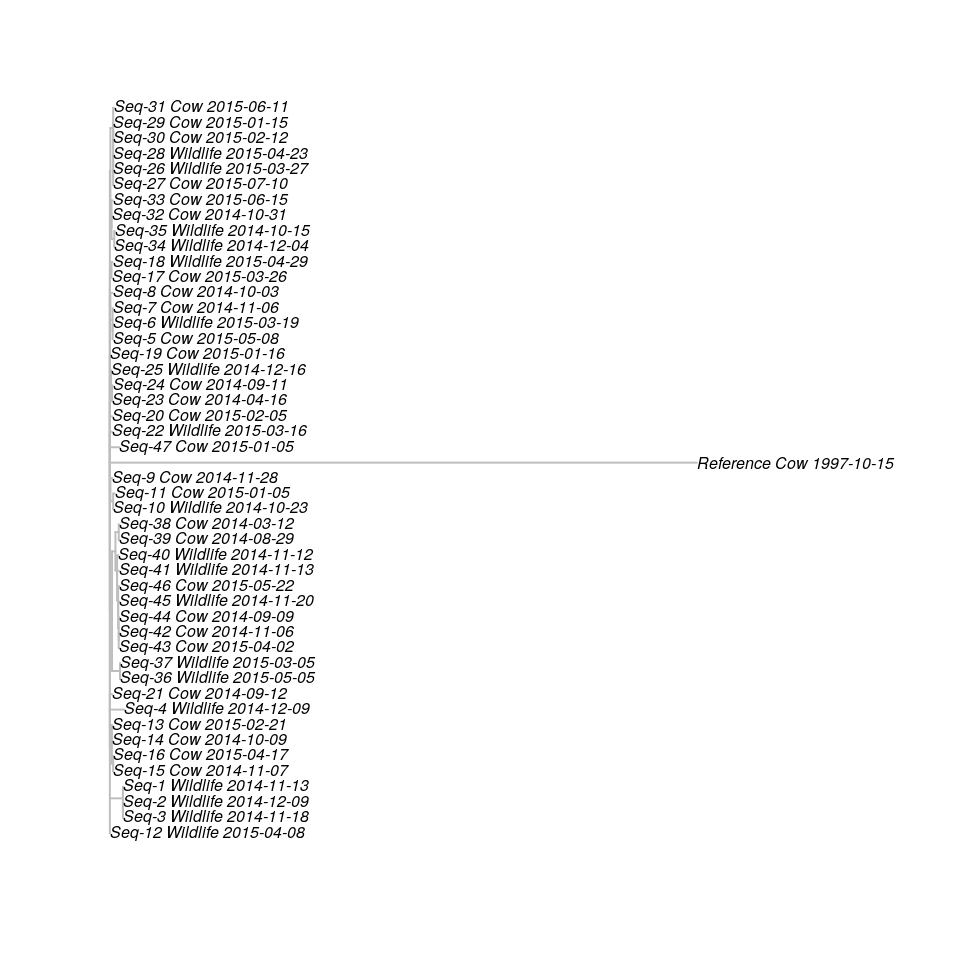 Seq-31 Cow 2015-06-11
Seq-29 Cow 2015-01-15
Seq-30 Cow 2015-02-12
Seq-28 Wildlife 2015-04-23
Seq-26 Wildlife 2015-03-27
Seq-27 Cow 2015-07-10
Seq-33 Cow 2015-06-15
Seq-32 Cow 2014-10-31
Seq-35 Wildlife 2014-10-15
Seq-34 Wildlife 2014-12-04
Seq-18 Wildlife 2015-04-29
Seq-17 Cow 2015-03-26
Seq-8 Cow 2014-10-03
Seq-7 Cow 2014-11-06
Seq-6 Wildlife 2015-03-19
Seq-5 Cow 2015-05-08
Seq-19 Cow 2015-01-16
Seq-25 Wildlife 2014-12-16
Seq-24 Cow 2014-09-11
Seq-23 Cow 2014-04-16
Seq-20 Cow 2015-02-05
Seq-22 Wildlife 2015-03-16
Seq-47 Cow 2015-01-05
Reference Cow 1997-10-15
Seq-9 Cow 2014-11-28
Seq-11 Cow 2015-01-05
Seq-10 Wildlife 2014-10-23
Seq-38 Cow 2014-03-12
Seq-39 Cow 2014-08-29
Seq-40 Wildlife 2014-11-12
Seq-41 Wildlife 2014-11-13
Seq-46 Cow 2015-05-22
Seq-45 Wildlife 2014-11-20
Seq-44 Cow 2014-09-09
Seq-42 Cow 2014-11-06
Seq-43 Cow 2015-04-02
Seq-37 Wildlife 2015-03-05
Seq-36 Wildlife 2015-05-05
Seq-21 Cow 2014-09-12
Seq-4 Wildlife 2014-12-09
Seq-13 Cow 2015-02-21
Seq-14 Cow 2014-10-09
Seq-16 Cow 2015-04-17
Seq-15 Cow 2014-11-07
Seq-1 Wildlife 2014-11-13
Seq-2 Wildlife 2014-12-09
Seq-3 Wildlife 2014-11-18
Seq-12 Wildlife 2015-04-08